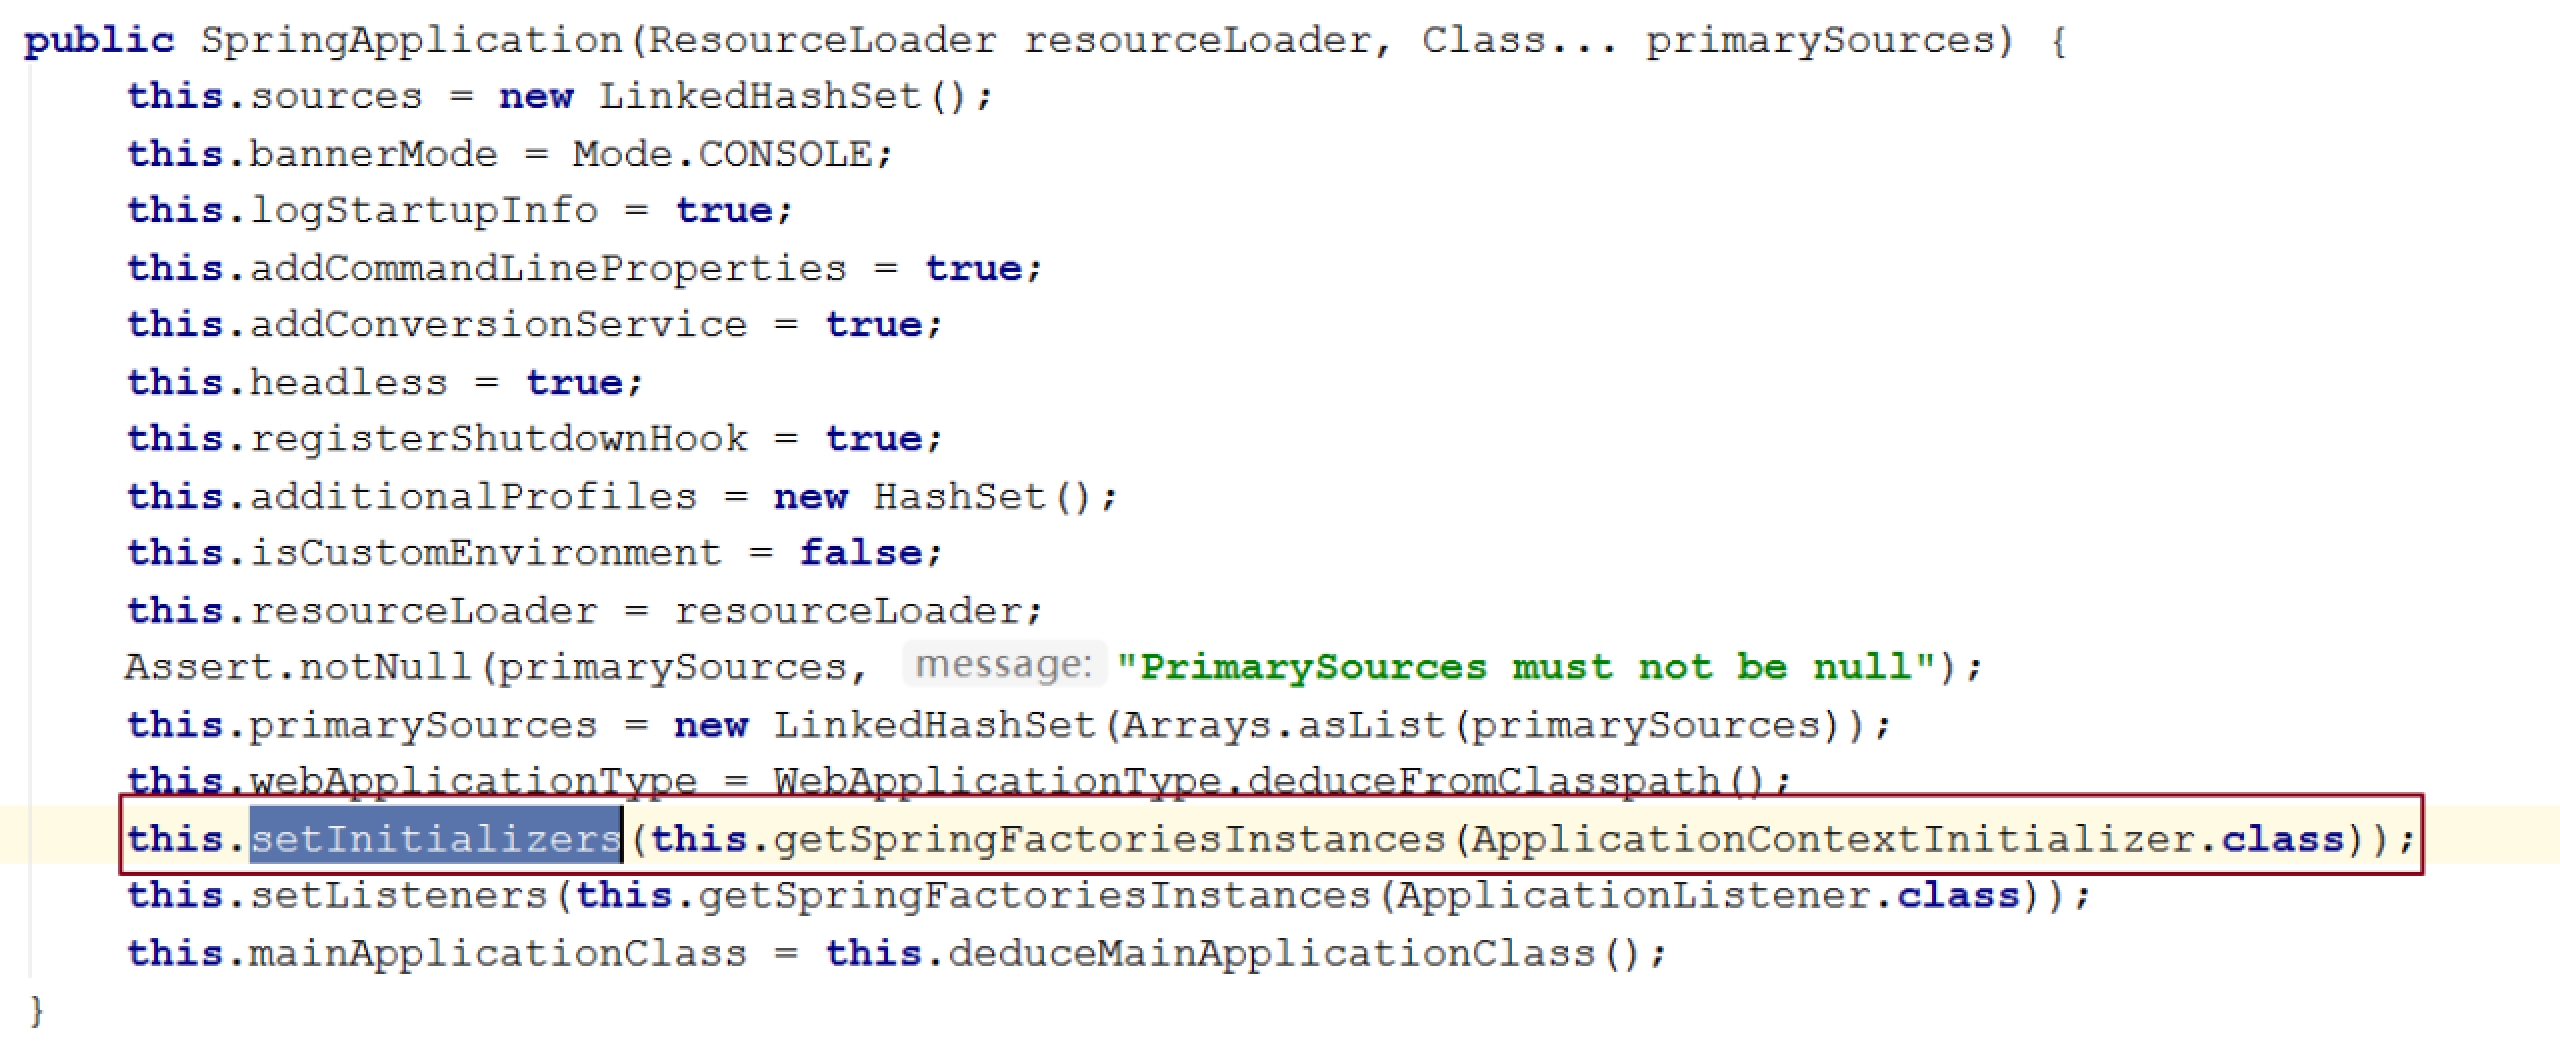 public SpringApplication(ResourceLoader resourceLoader, Class... primarySources) {
this.sources = new LinkedHashSet();
this.bannerMode = Mode.CONSOLE;
this.logStartupInfo = true;
this.addCommandLineProperties = true;
this.addConversionService = true;
this.headless = true;
this.registerShutdownHook = true;
this.additionalProfiles = new HashSet();
this.isCustomEnvironment = false;
this.resourceLoader = resourceLoader;
Assert.notNull(primarySources, message: "PrimarySources must not be null");
this.primarySources = new LinkedHashSet(Arrays.asList(primarySources));
this.webApplicationType = WebApplicationType.deduceFromClasspath();
this.setInitializers(this.getSpringFactoriesInstances(ApplicationContextInitializer.class));
this.setListeners(this.getSpringFactoriesInstances(ApplicationListener.class));
this.mainApplicationClass = this.deduceMainApplicationClass();
}